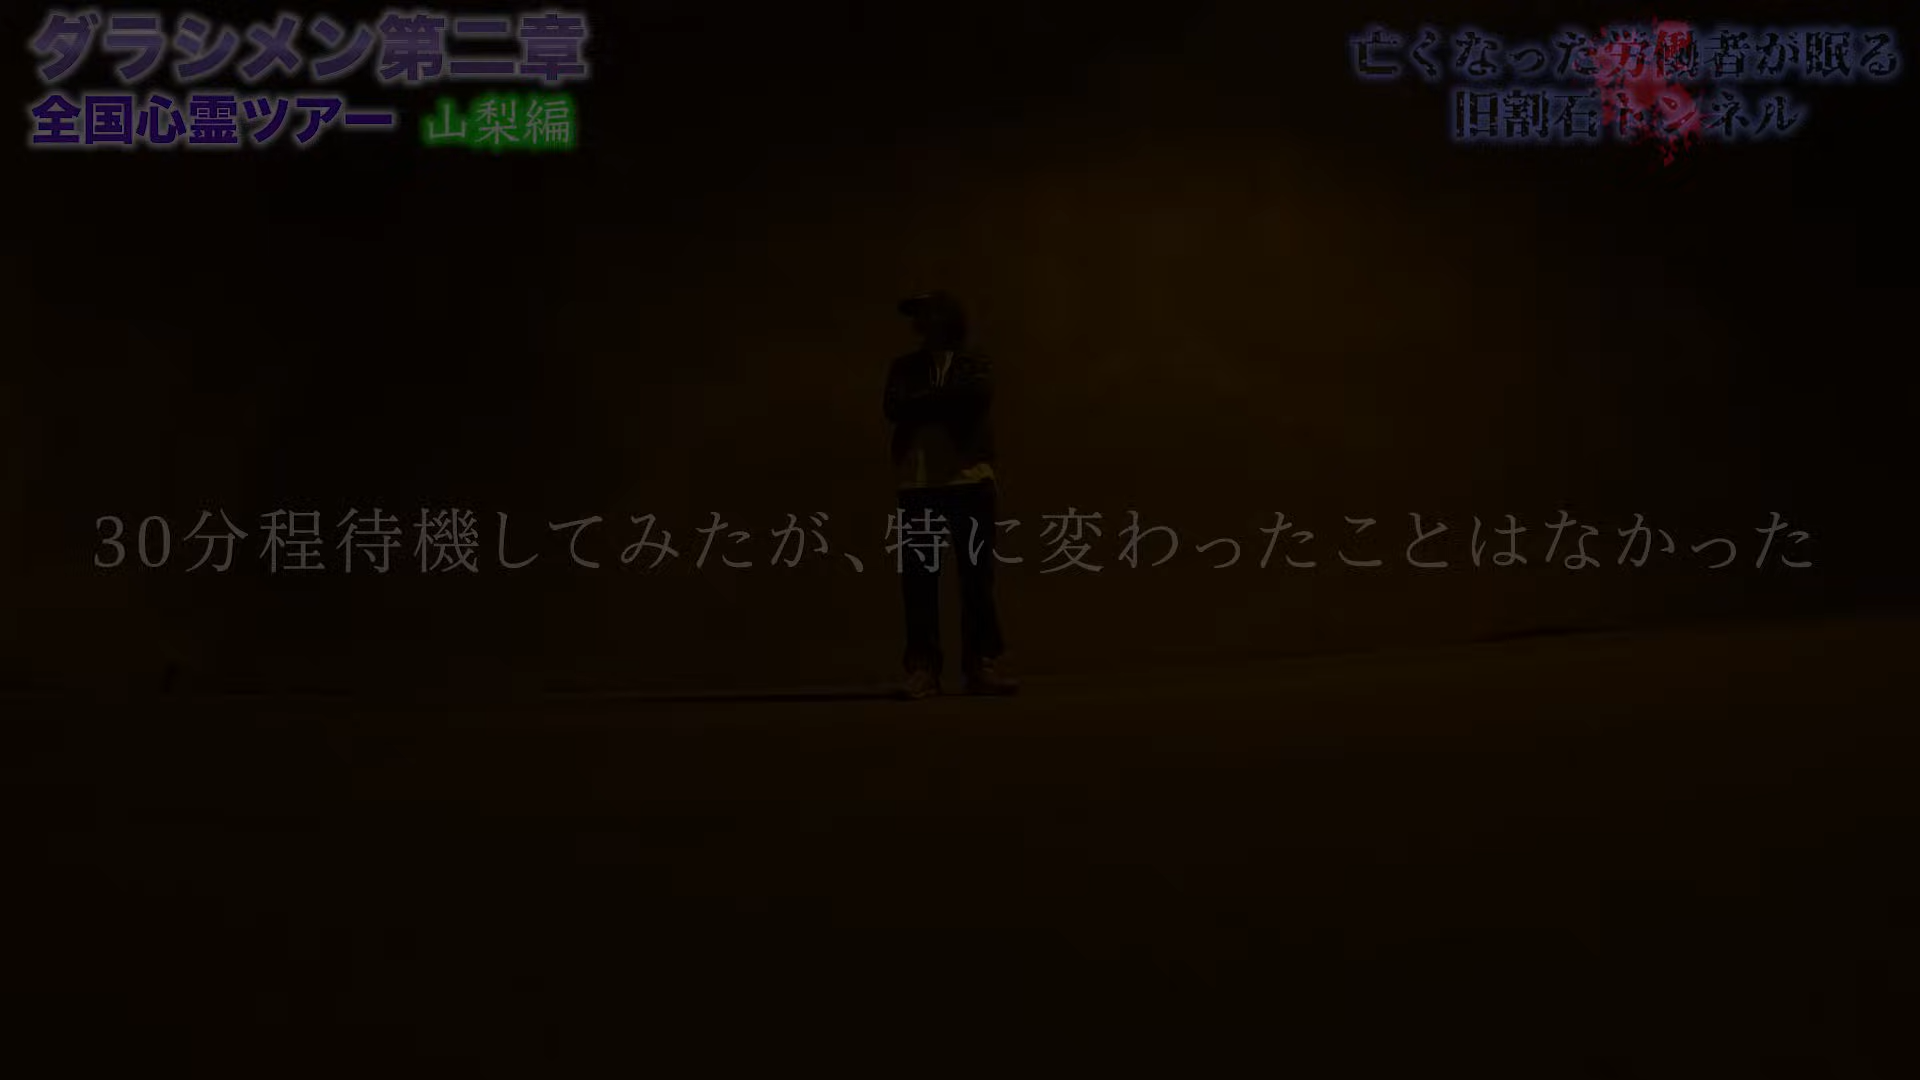 ダラシメン第二章
全国心霊ツアー 山梨編
亡くなった労働者が眠る
旧割石トンネル
30分程待機してみたが、特に変わったことはなかった